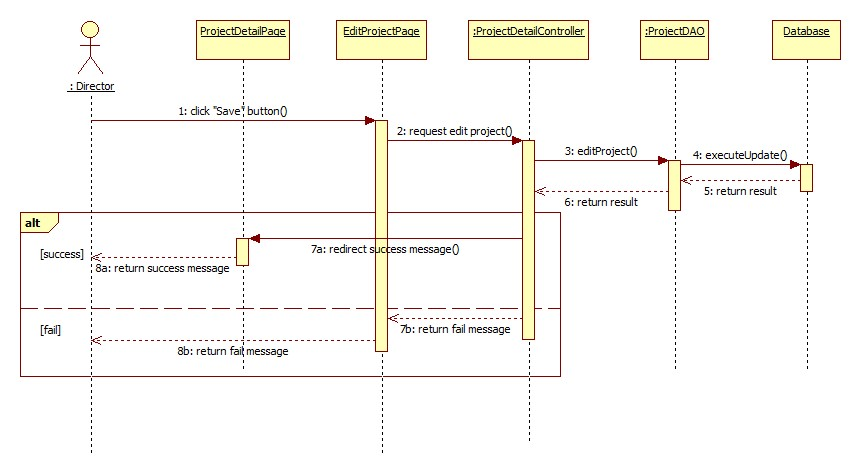 ProjectDetailPage
EditProjectPage
:ProjectDetailController
:ProjectDAO
Database
: Director
1: click "Save" button()
2: request edit project()
3: editProject()
4: executeUpdate()
5: return result
6: return result
alt
[success]
7a: redirect success message()
8a: return success message
[fail]
7b: return fail message
8b: return fail message